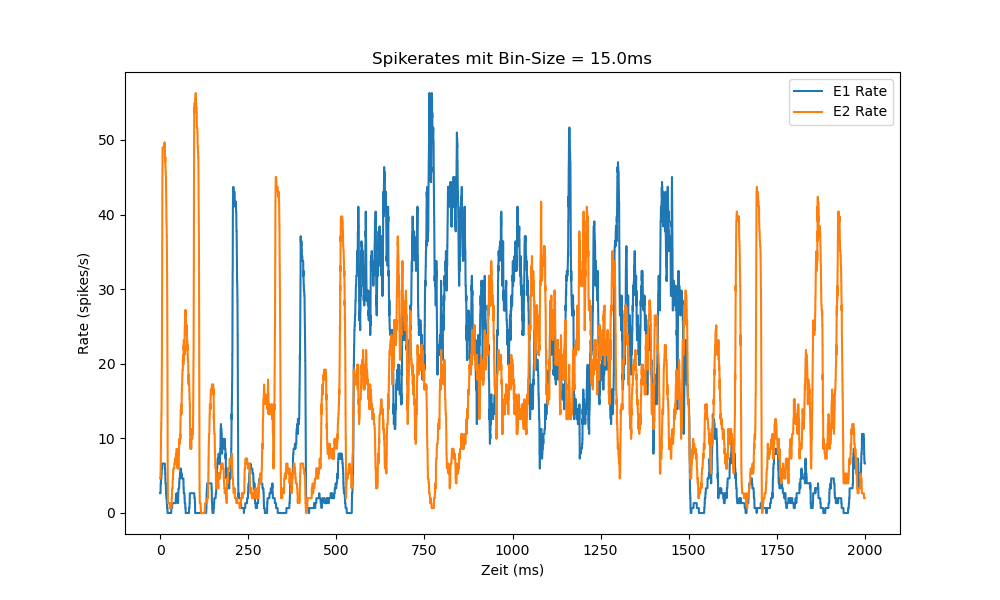 Spikerates mit Bin-Size = 15.0ms
E1 Rate
E2 Rate
Rate (spikes/s)
50
40
30
20
10
0
0 250 500 750 1000 1250 1500 1750 2000
Zeit (ms)